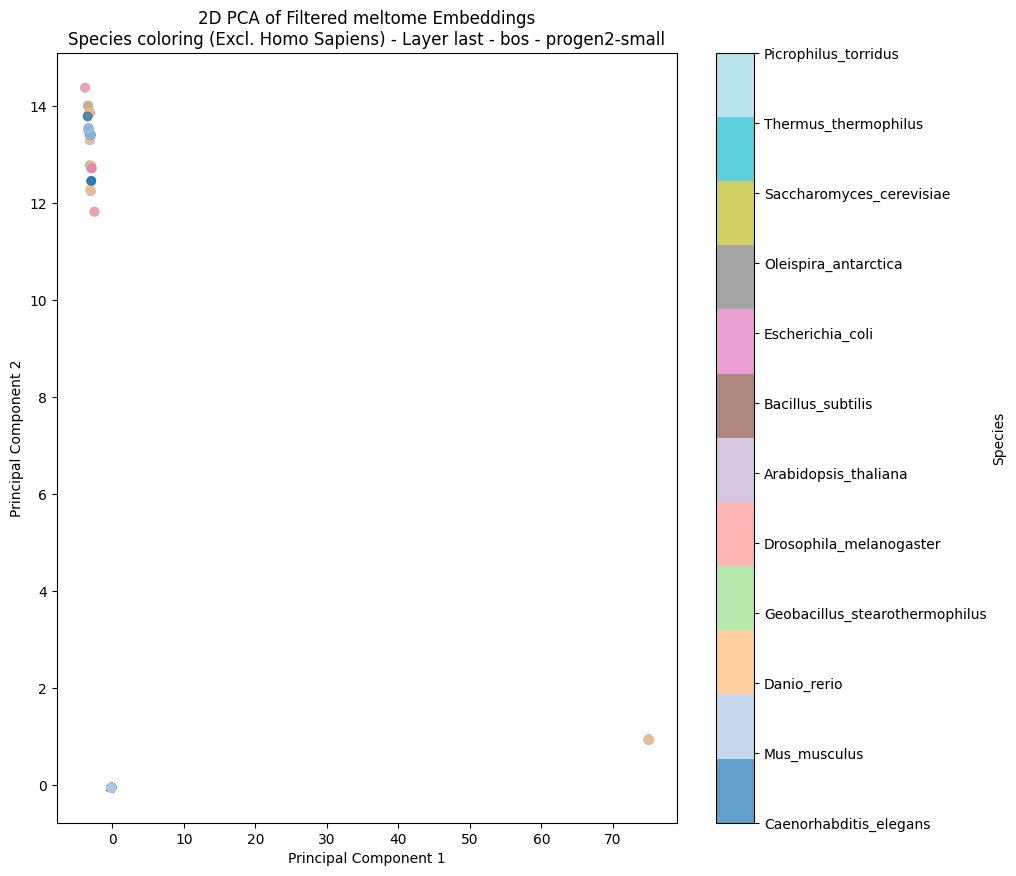 2D PCA of Filtered meltome Embeddings
Species coloring (Excl. Homo Sapiens) - Layer last - bos - progen2-small
14
12
10
8
6
4
2
0
Principal Component 2
0 10 20 30 40 50 60 70
Principal Component 1
Picrophilus_torridus
Thermus_thermophilus
Saccharomyces_cerevisiae
Oleispira_antarctica
Escherichia_coli
Bacillus_subtilis
Arabidopsis_thaliana
Drosophila_melanogaster
Geobacillus_stearothermophilus
Danio_rerio
Mus_musculus
Caenorhabditis_elegans
Species